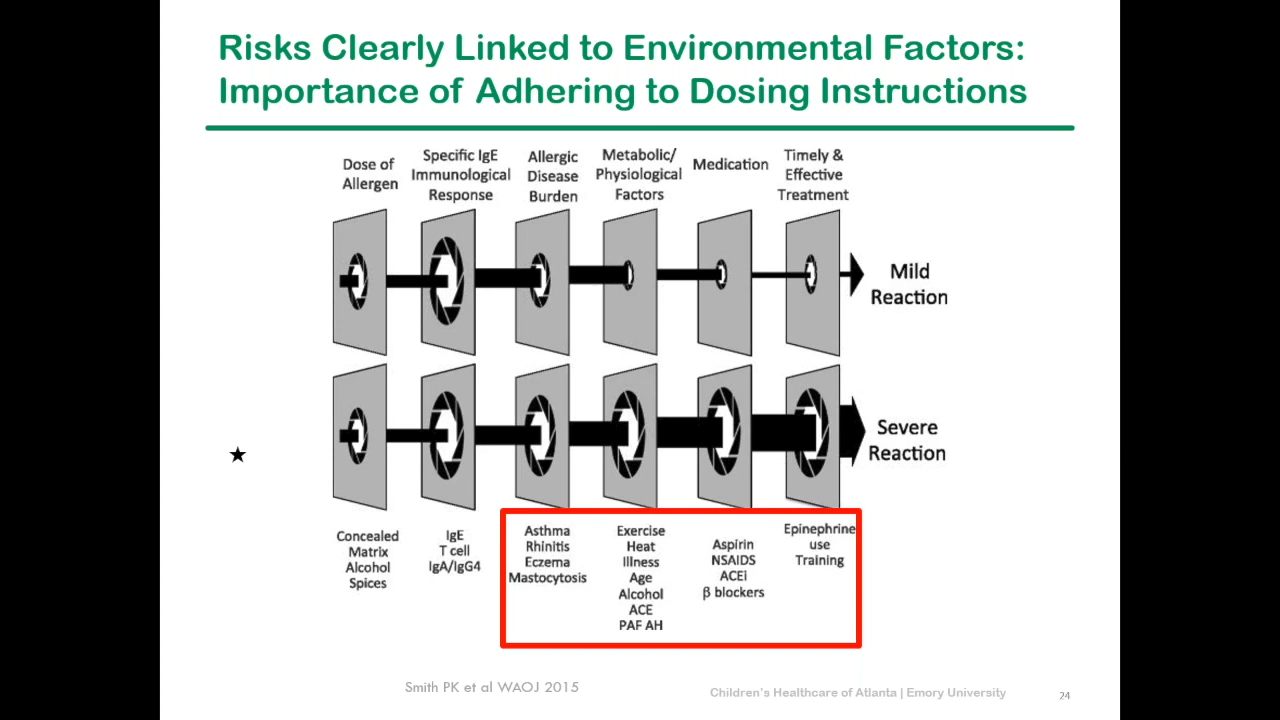 Risks Clearly Linked to Environmental Factors:
Importance of Adhering to Dosing Instructions
Dose of
Allergen
Specific IgE
Immunological
Response
Allergic
Disease
Burden
Metabolic/
Physiological
Factors
Medication
Timely &
Effective
Treatment
Mild
Reaction
Severe
Reaction
Concealed
Matrix
Alcohol
Spices
IgE
T cell
IgA/IgG4
Asthma
Rhinitis
Eczema
Mastocytosis
Exercise
Heat
Illness
Age
Alcohol
ACE
PAF AH
Aspirin
NSAIDS
ACEi
β blockers
Epinephrine
use
Training
Smith PK et al WAOJ 2015
Children's Healthcare of Atlanta | Emory University
24